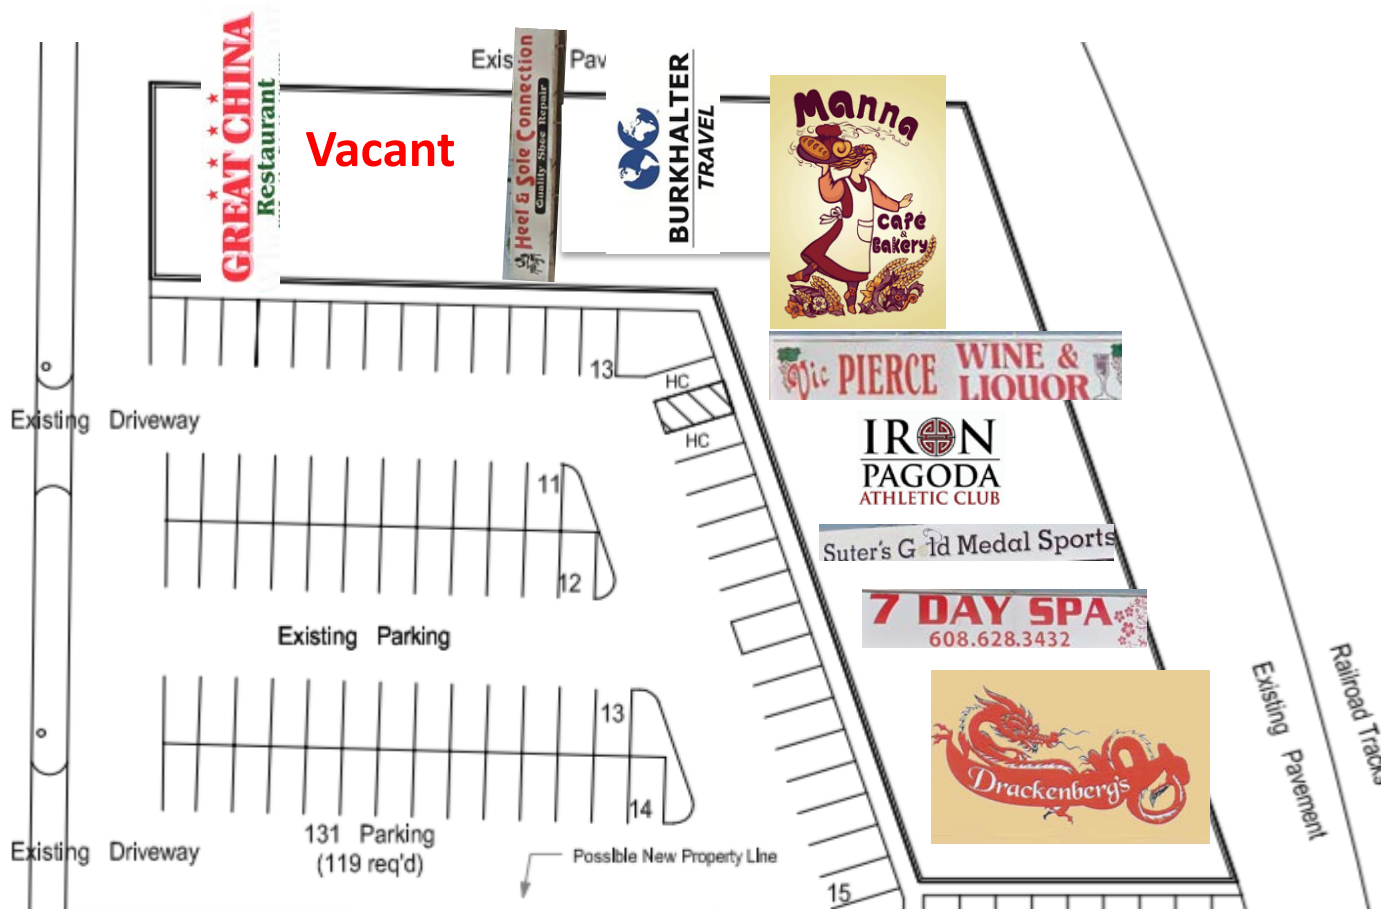 GREAT CHINA
Restaurant
Vacant
Heel & Sole Connection
Quality Shoe Repair
BURKHALTER
TRAVEL
Manna
Café
&
Bakery
Vic PIERCE WINE &
LIQUOR
IRON
PAGODA
ATHLETIC CLUB
Suter's Gold Medal Sports
7 DAY SPA
608.628.3432
Drackenberg's
13
HC
HC
Existing Driveway
11
12
Existing Parking
13
14
131 Parking
(119 req'd)
Existing Driveway
Possible New Property Line
15
Existing Pavement
Railroad Tracks